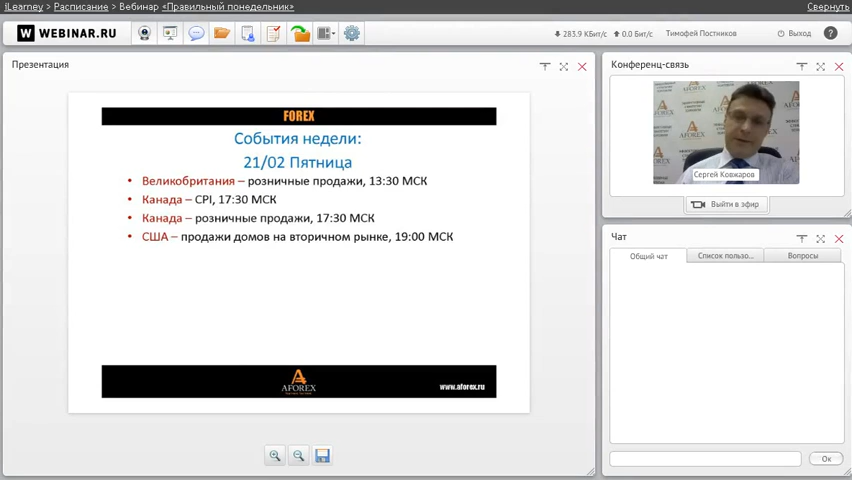 iLearney > Расписание > Вебинар «Правильный понедельник»
Свернуть
W WEBINAR.RU
283.9 КБит/с
0.0 Бит/с
Тимофей Постников
Выход
?
Презентация
FOREX
События недели:
21/02 Пятница
• Великобритания – розничные продажи, 13:30 МСК
• Канада – CPI, 17:30 МСК
• Канада – розничные продажи, 17:30 МСК
• США – продажи домов на вторичном рынке, 19:00 МСК
AFOREX
www.aforex.ru
Конференц-связь
AFOREX
Сергей Ковжаров
Выйти в эфир
Чат
Общий чат
Список пользо...
Вопросы
Ок